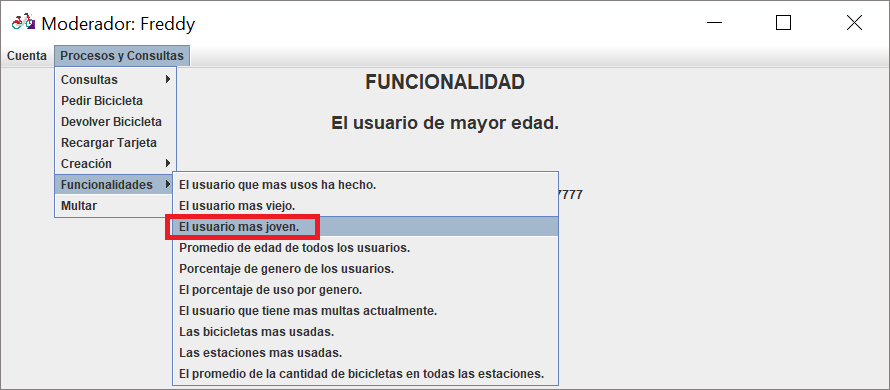 Moderador: Freddy
Cuenta Procesos y Consultas
FUNCIONALIDAD
El usuario de mayor edad.
Consultas
Pedir Bicicleta
Devolver Bicicleta
Recargar Tarjeta
Creación
Funcionalidades
Multar
El usuario que mas usos ha hecho.
El usuario mas viejo.
El usuario mas joven.
Promedio de edad de todos los usuarios.
Porcentaje de genero de los usuarios.
El porcentaje de uso por genero.
El usuario que tiene mas multas actualmente.
Las bicicletas mas usadas.
Las estaciones mas usadas.
El promedio de la cantidad de bicicletas en todas las estaciones.
7777